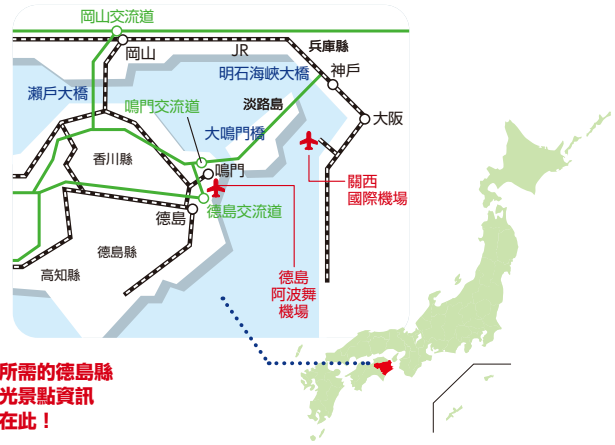 岡山交流道
岡山
JR
兵庫縣
明石海峽大橋
神戶
瀨戶大橋
淡路島
鳴門交流道
大阪
大鳴門橋
香川縣
鳴門
關西
國際機場
德島交流道
德島
德島縣
高知縣
德島
阿波舞
機場
所需的德島縣
光景點資訊
在此！